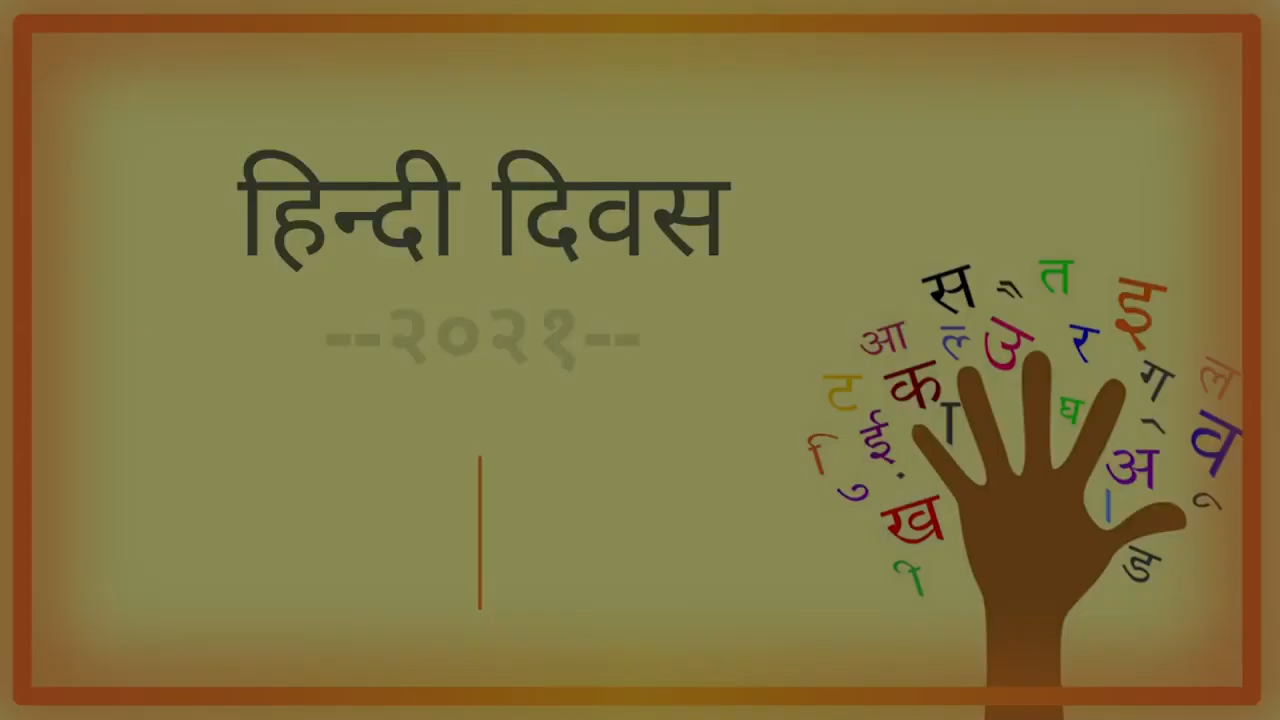 हिन्दी दिवस
--२०२१--
स
त
इ
आ
ल
उ
र
ट
क
ग
ल
घ
ई
व
अ
ख
ड